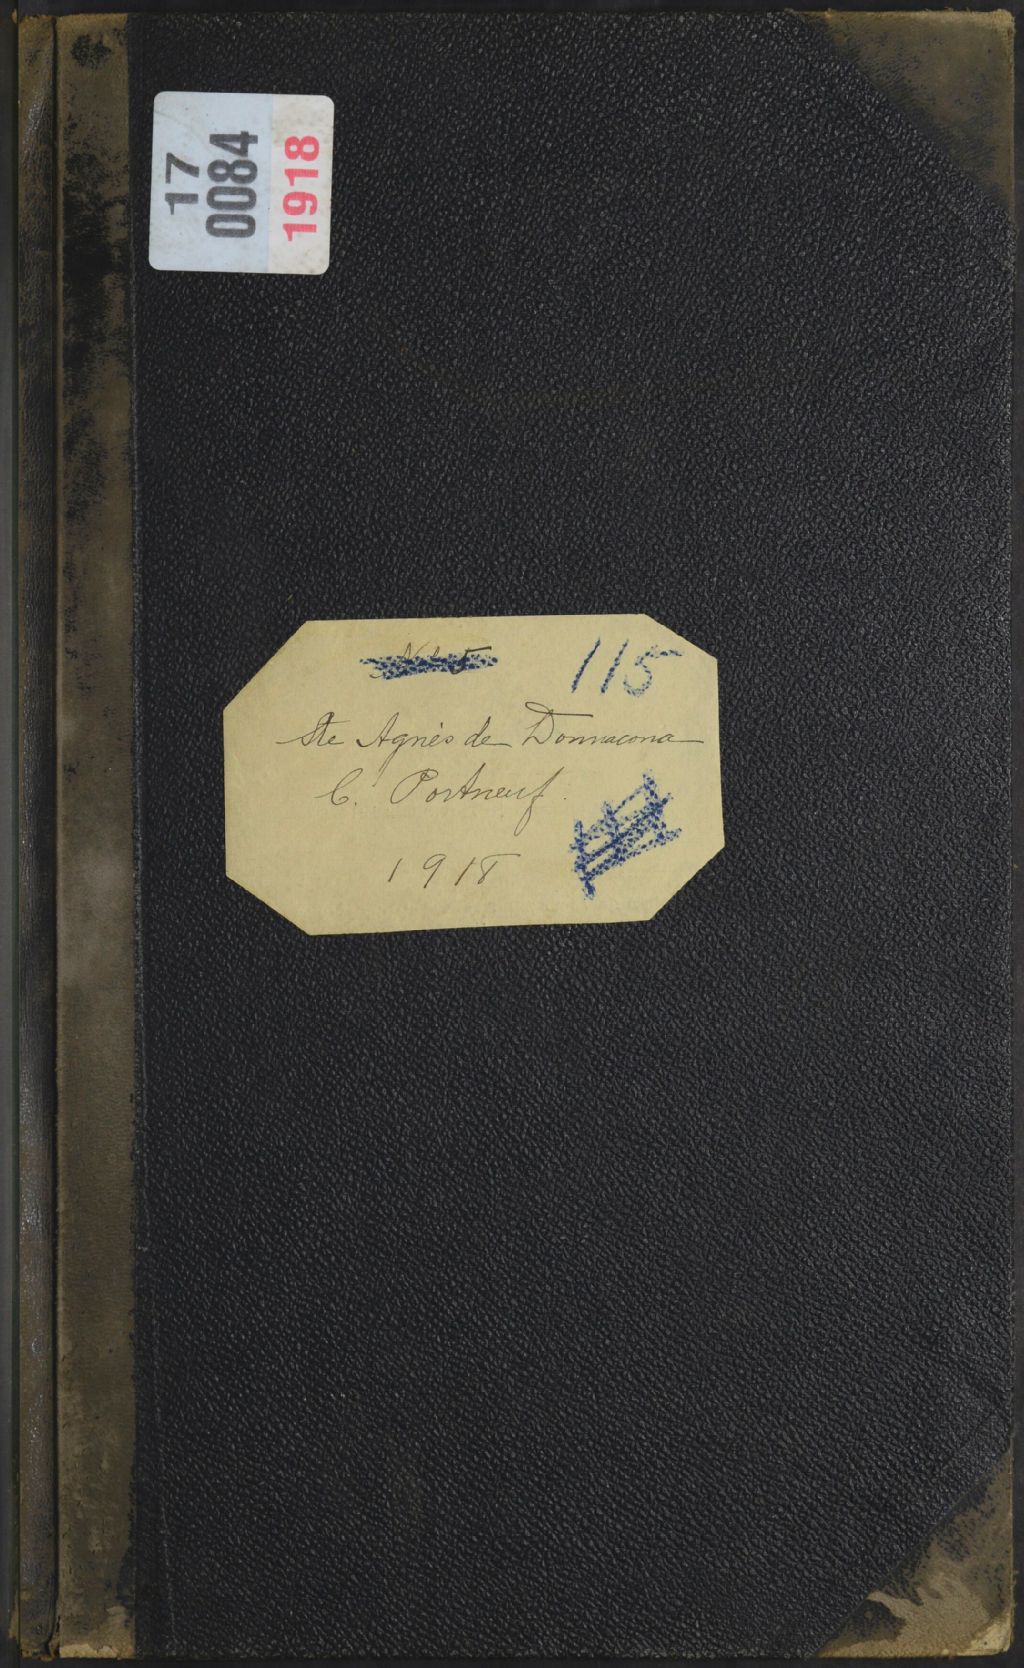 17
0084
1918
115
Ste Agnès de Donnacona
C. Portneuf.
1918